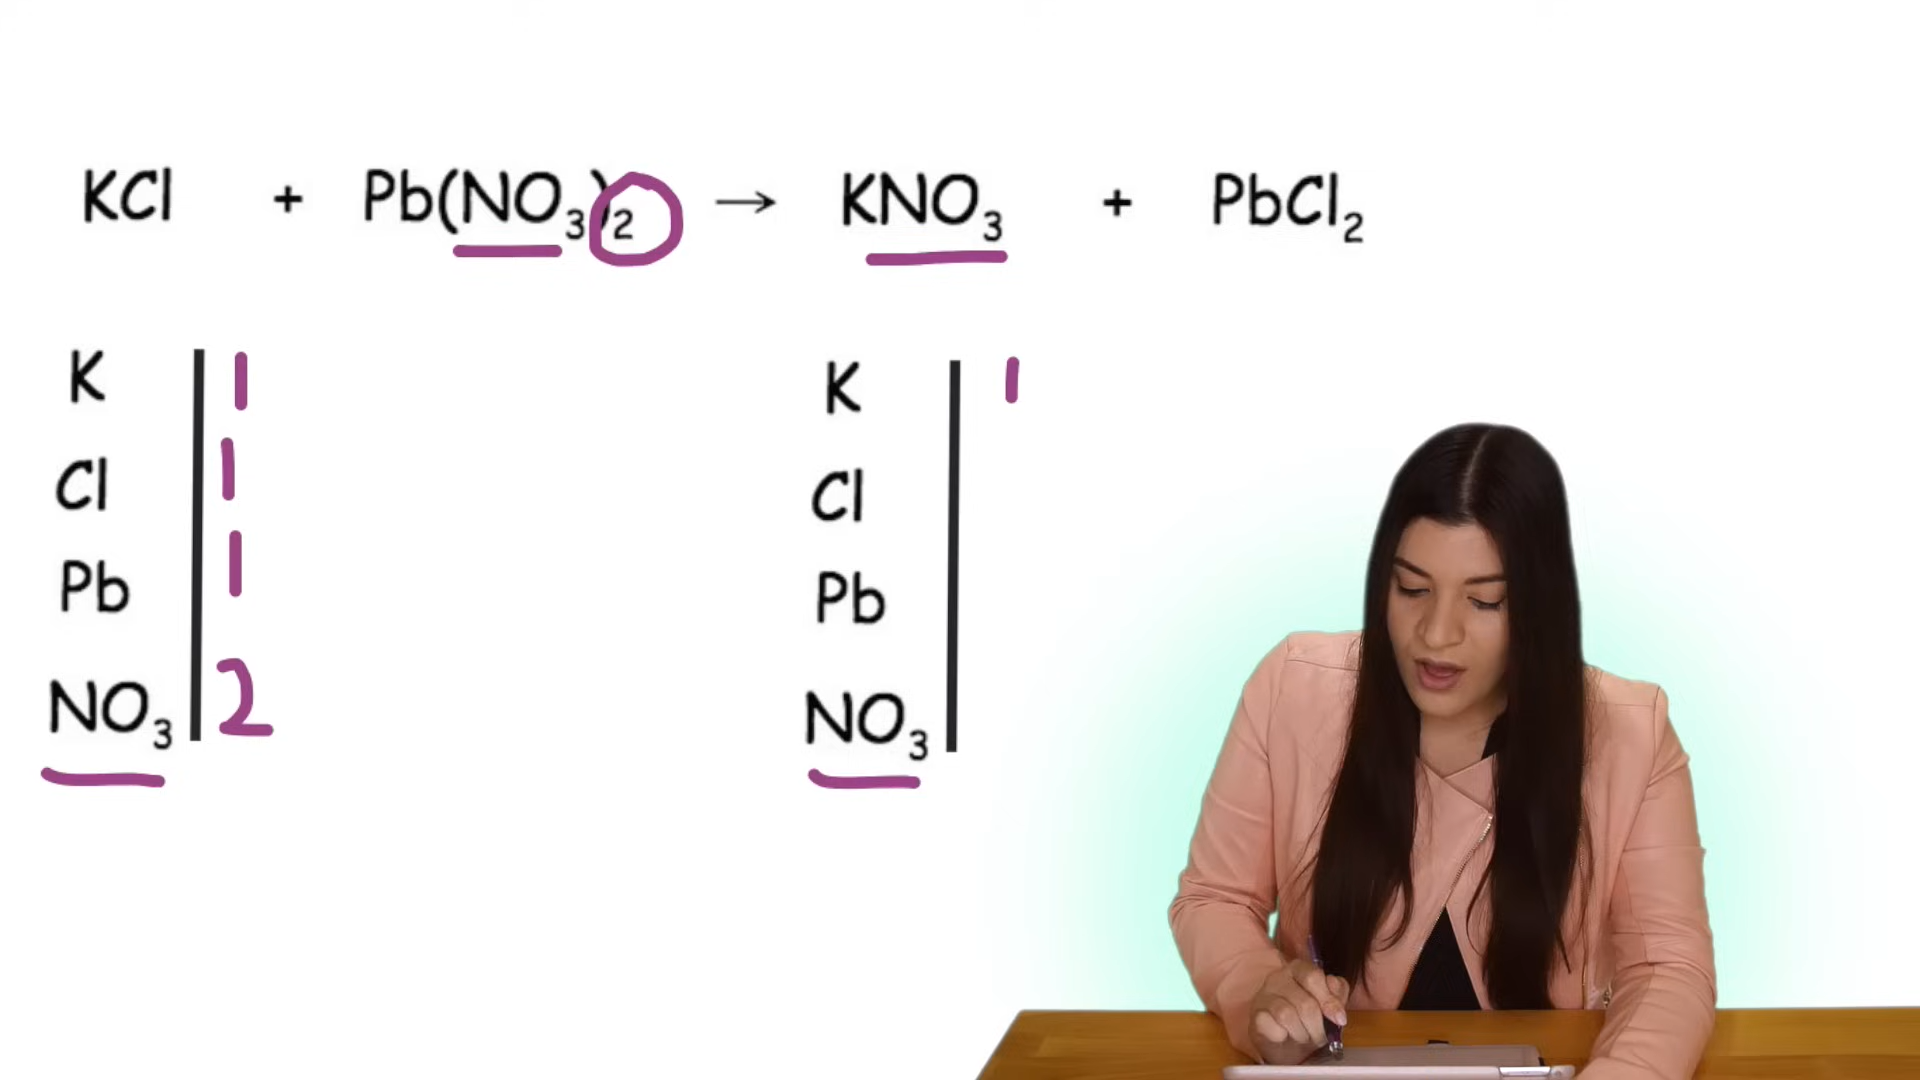 KCl + Pb(NO₃)₂ → KNO₃ + PbCl₂
K 1
Cl 1
Pb 1
NO₃ 2
K 1
Cl
Pb
NO₃